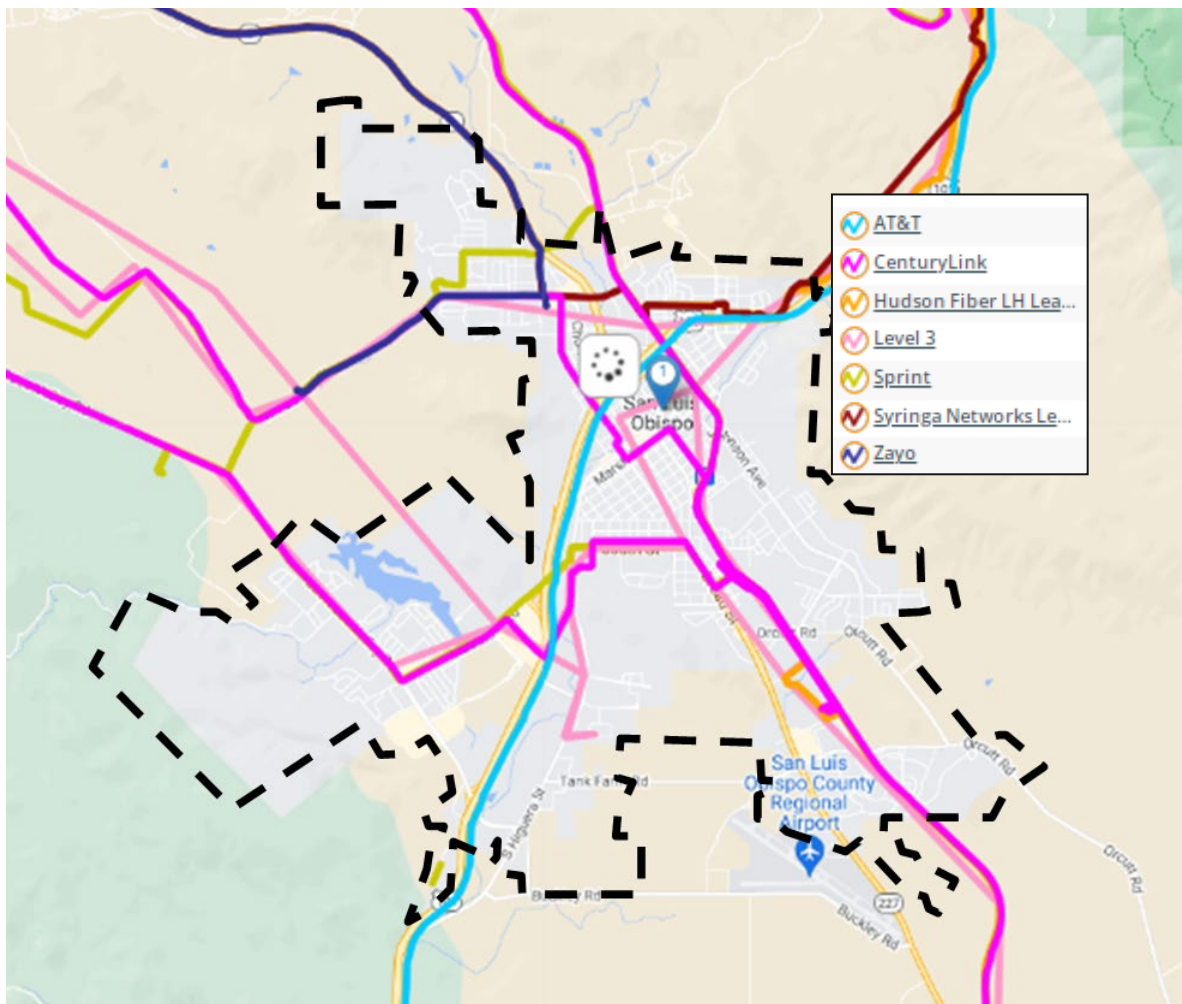 101
AT&T
CenturyLink
Hudson Fiber LH Lea...
Level 3
Sprint
Syringa Networks Le...
Zayo
1
San Luis
Obispo
Johnson Ave
Orcutt Rd
Orcutt Rd
Orcutt Rd
San Luis
Obispo County
Regional
Airport
Tank Farm Rd
S Higuera St
Buckley Rd
227
Buckley Rd
Orcutt Rd